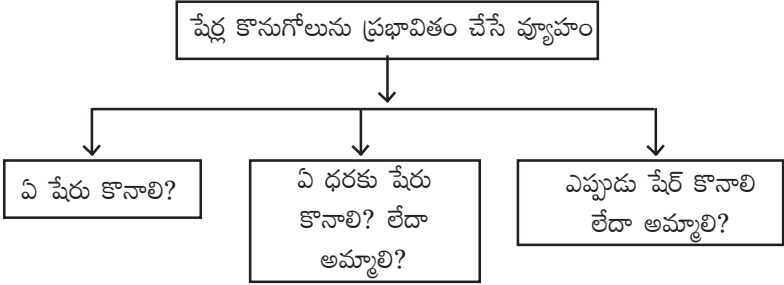 షేర్ల కొనుగోలును ప్రభావితం చేసే వ్యూహం
ఏ షేరు కొనాలి?
ఏ ధరకు షేరు
కొనాలి? లేదా
అమ్మాలి?
ఎప్పుడు షేర్ కొనాలి
లేదా అమ్మాలి?